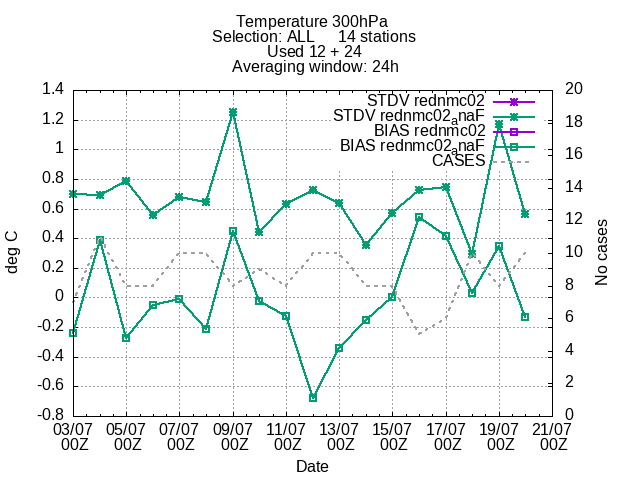 Temperature 300hPa
Selection: ALL 14 stations
Used 12 + 24
Averaging window: 24h
STDV rednmc02
STDV rednmc02_anaF
BIAS rednmc02
BIAS rednmc02_anaF
CASES
1.4
1.2
1
0.8
0.6
0.4
0.2
0
-0.2
-0.4
-0.6
-0.8
deg C
20
18
16
14
12
10
8
6
4
2
0
No cases
03/07 05/07 07/07 09/07 11/07 13/07 15/07 17/07 19/07 21/07
00Z 00Z 00Z 00Z 00Z 00Z 00Z 00Z 00Z 00Z
Date